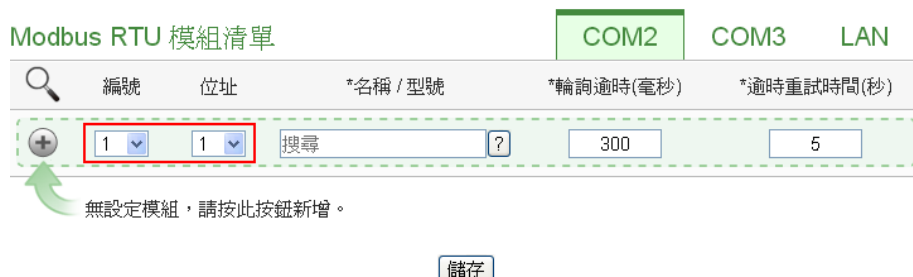 Modbus RTU 模組清單 COM2 COM3 LAN
編號 位址 *名稱 / 型號 *輪詢逾時(毫秒) *逾時重試時間(秒)
1 1 搜尋 ? 300 5
無設定模組，請按此按鈕新增。
儲存